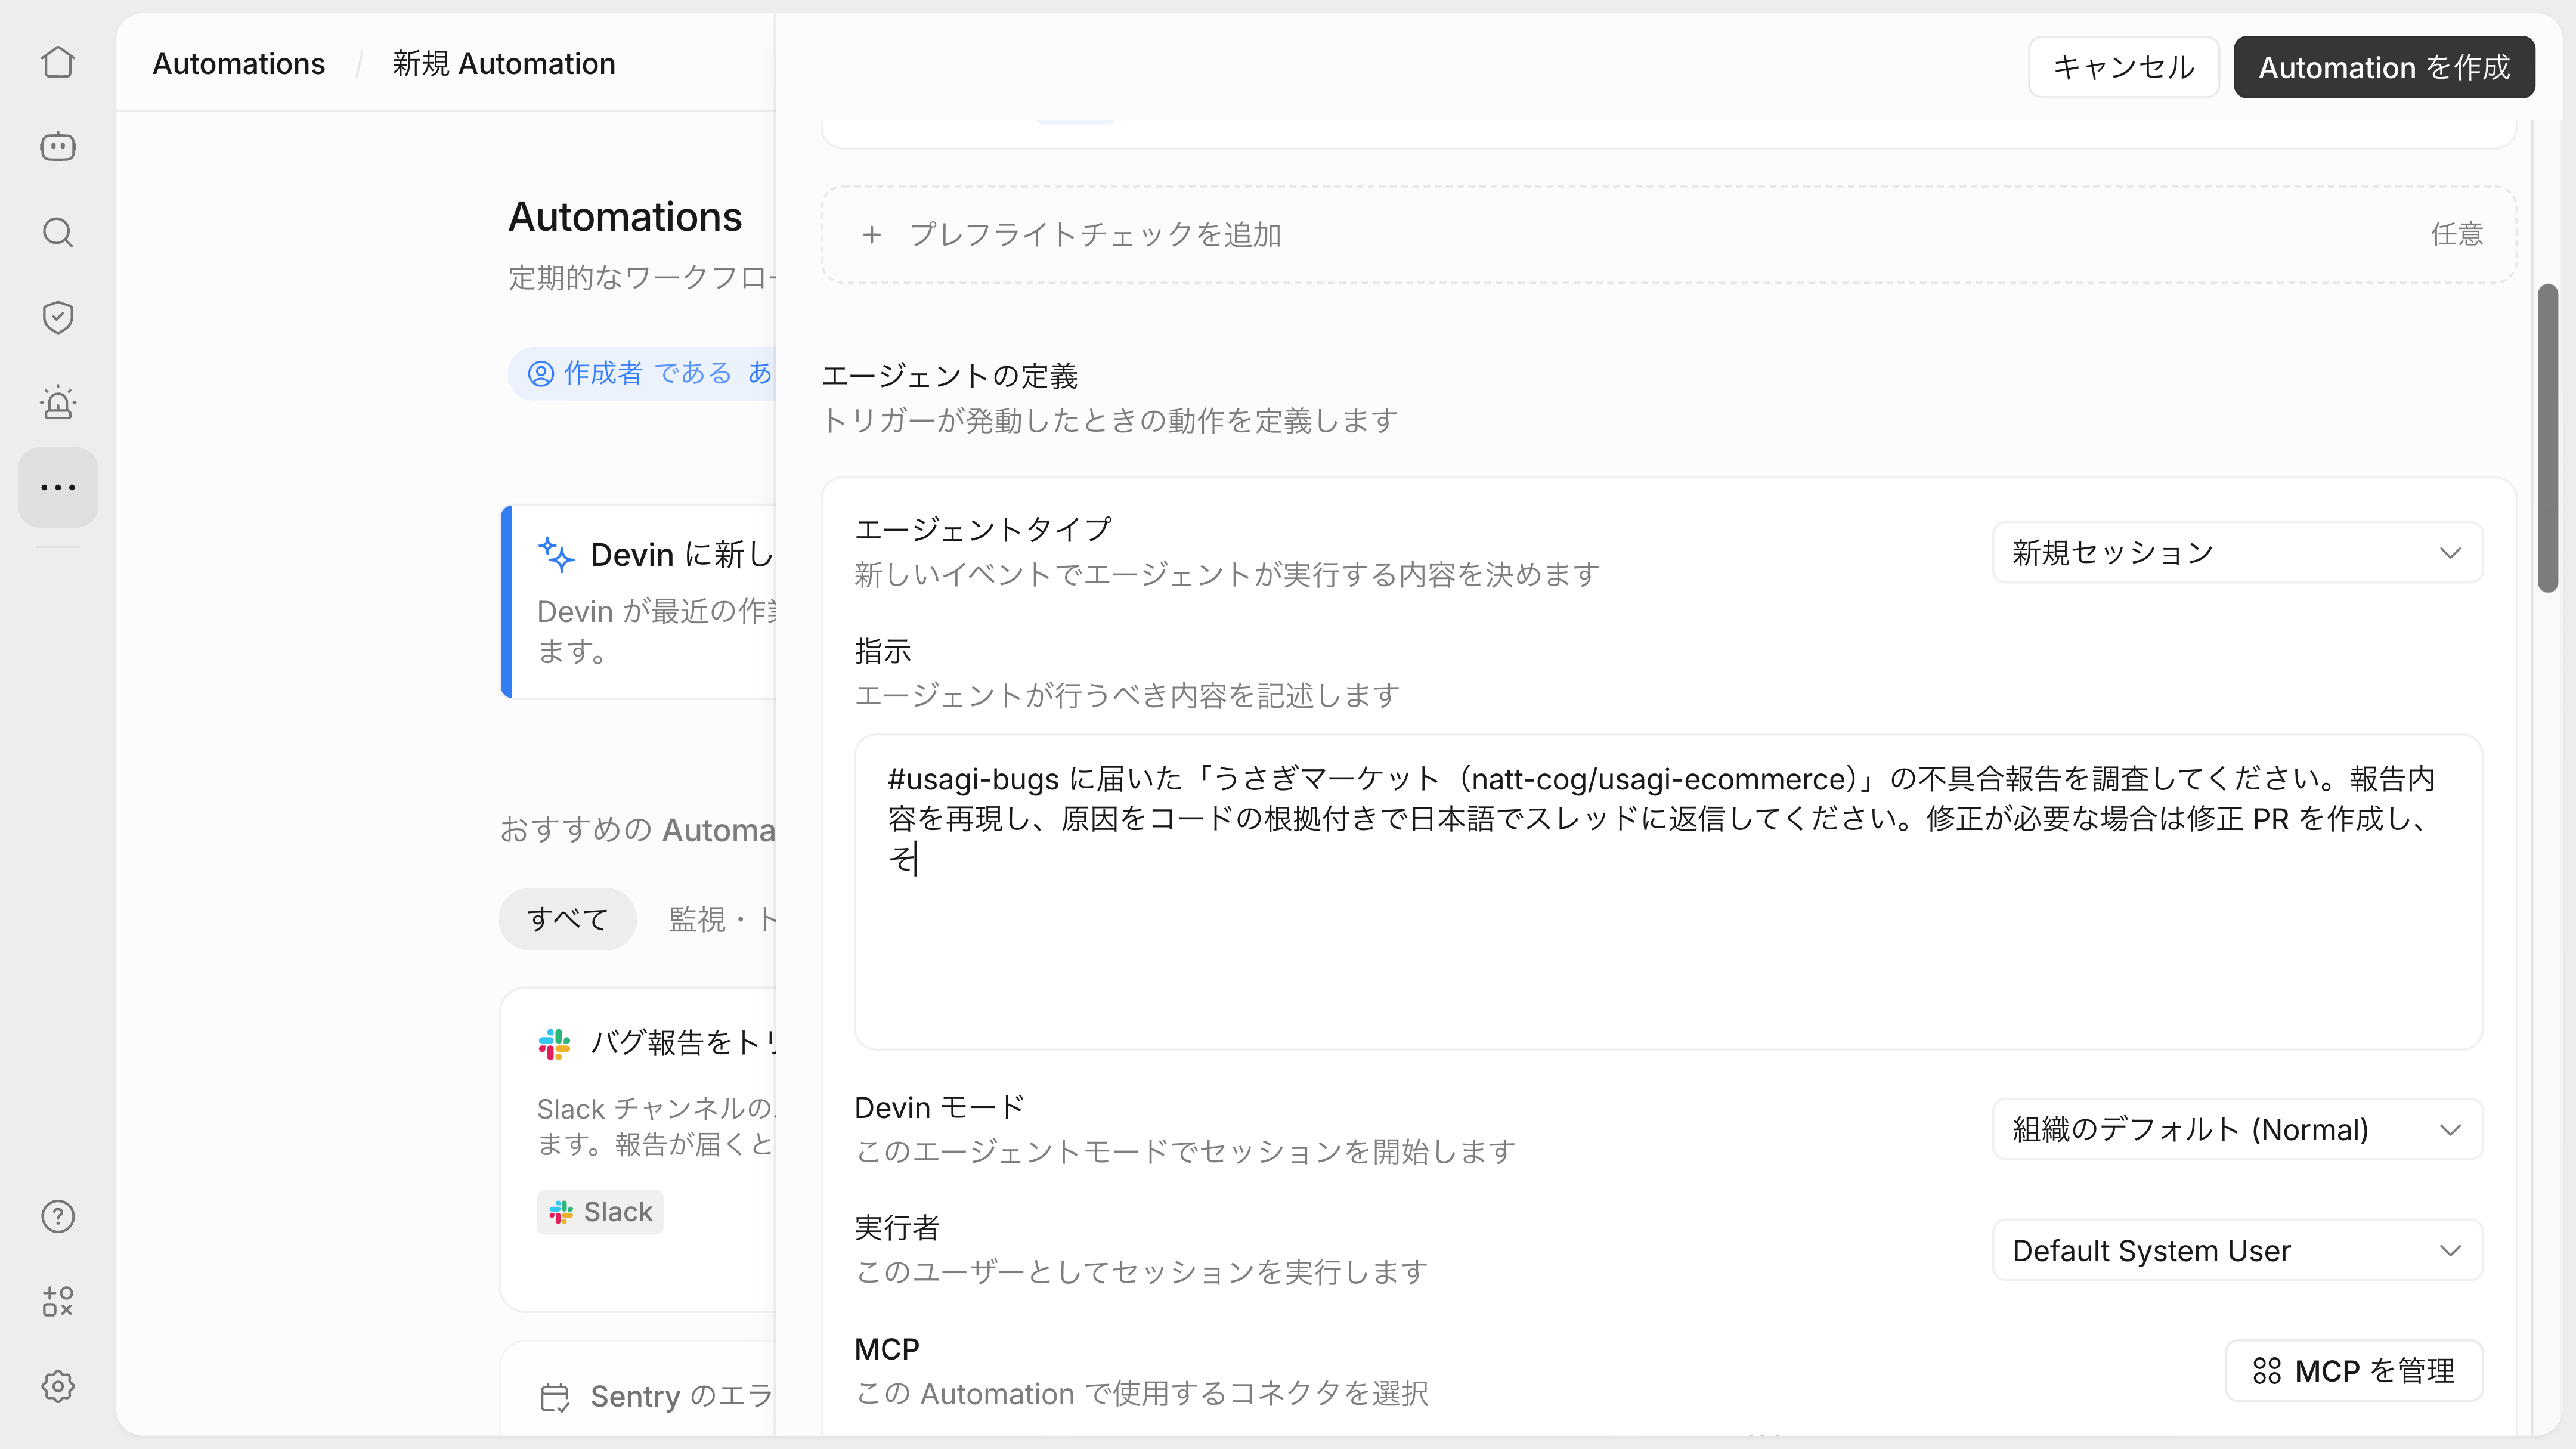 Automations / 新規 Automation
キャンセル
Automation を作成
Automations
定期的なワークフロー
作成者 である あ
Devin に新し
Devin が最近の作業
ます。
おすすめの Automa
すべて
監視・ト
バグ報告をトリ
Slack チャンネルの
ます。報告が届くと
Slack
Sentry のエラ
+ プレフライトチェックを追加
任意
エージェントの定義
トリガーが発動したときの動作を定義します
エージェントタイプ
新しいイベントでエージェントが実行する内容を決めます
新規セッション
指示
エージェントが行うべき内容を記述します
#usagi-bugs に届いた「うさぎマーケット（natt-cog/usagi-ecommerce）」の不具合報告を調査してください。報告内
容を再現し、原因をコードの根拠付きで日本語でスレッドに返信してください。修正が必要な場合は修正 PR を作成し、
そ
Devin モード
このエージェントモードでセッションを開始します
組織のデフォルト (Normal)
実行者
このユーザーとしてセッションを実行します
Default System User
MCP
この Automation で使用するコネクタを選択
MCP を管理